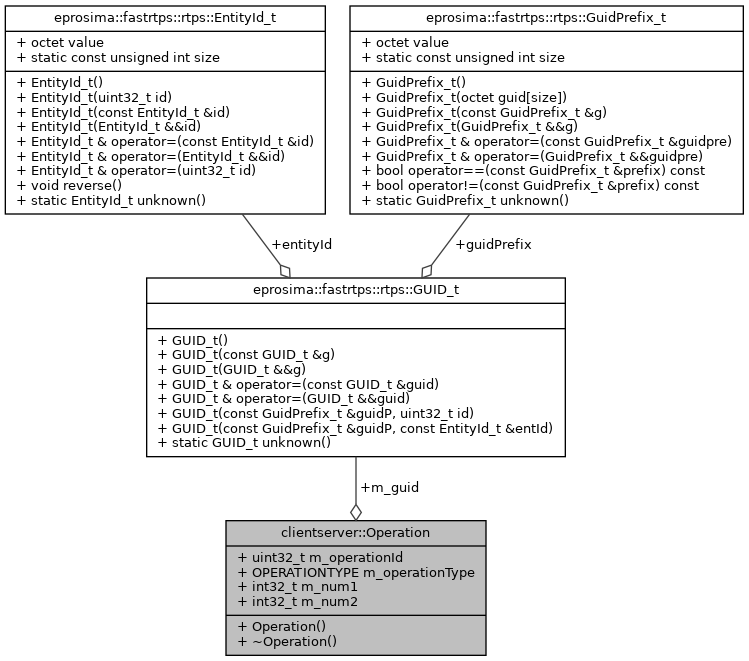 eprosima::fastrtps::rtps::EntityId_t
+ octet value
+ static const unsigned int size
+ EntityId_t()
+ EntityId_t(uint32_t id)
+ EntityId_t(const EntityId_t &id)
+ EntityId_t(EntityId_t &&id)
+ EntityId_t & operator=(const EntityId_t &id)
+ EntityId_t & operator=(EntityId_t &&id)
+ EntityId_t & operator=(uint32_t id)
+ void reverse()
+ static EntityId_t unknown()
eprosima::fastrtps::rtps::GuidPrefix_t
+ octet value
+ static const unsigned int size
+ GuidPrefix_t()
+ GuidPrefix_t(octet guid[size])
+ GuidPrefix_t(const GuidPrefix_t &g)
+ GuidPrefix_t(GuidPrefix_t &&g)
+ GuidPrefix_t & operator=(const GuidPrefix_t &guidpre)
+ GuidPrefix_t & operator=(GuidPrefix_t &&guidpre)
+ bool operator==(const GuidPrefix_t &prefix) const
+ bool operator!=(const GuidPrefix_t &prefix) const
+ static GuidPrefix_t unknown()
+entityId
+guidPrefix
eprosima::fastrtps::rtps::GUID_t
+ GUID_t()
+ GUID_t(const GUID_t &g)
+ GUID_t(GUID_t &&g)
+ GUID_t & operator=(const GUID_t &guid)
+ GUID_t & operator=(GUID_t &&guid)
+ GUID_t(const GuidPrefix_t &guidP, uint32_t id)
+ GUID_t(const GuidPrefix_t &guidP, const EntityId_t &entId)
+ static GUID_t unknown()
+m_guid
clientserver::Operation
+ uint32_t m_operationId
+ OPERATIONTYPE m_operationType
+ int32_t m_num1
+ int32_t m_num2
+ Operation()
+ ~Operation()